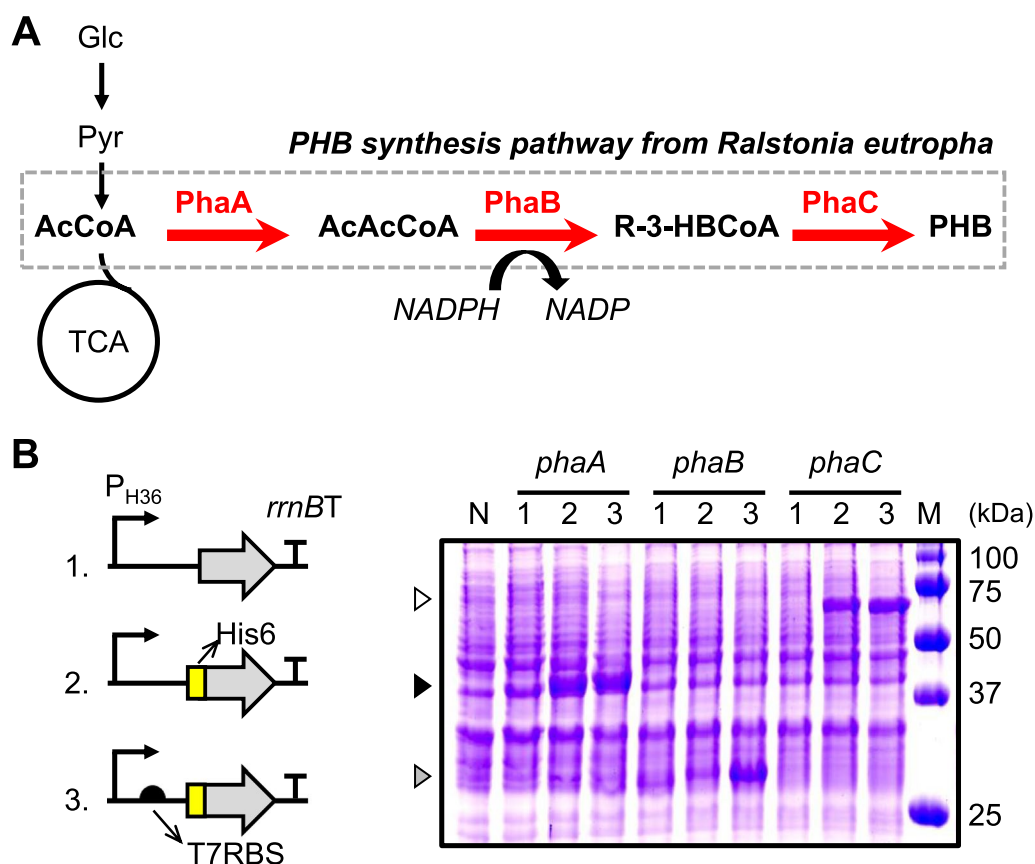 A
Glc
Pyr
PHB synthesis pathway from Ralstonia eutropha
AcCoA PhaA AcAcCoA PhaB R-3-HBCoA PhaC PHB
NADPH NADP
TCA
B
PH36 rrnBT
1.
His6
2.
3.
T7RBS
phaA phaB phaC
N 1 2 3 1 2 3 1 2 3 M (kDa)
100
75
50
37
25